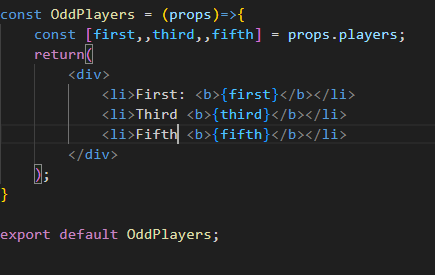 const OddPlayers = (props)=>{
    const [first,,third,,fifth] = props.players;
    return(
        <div>
            <li>First: <b>{first}</b></li>
            <li>Third <b>{third}</b></li>
            <li>Fifth <b>{fifth}</b></li>
        </div>
    );
}

export default OddPlayers;